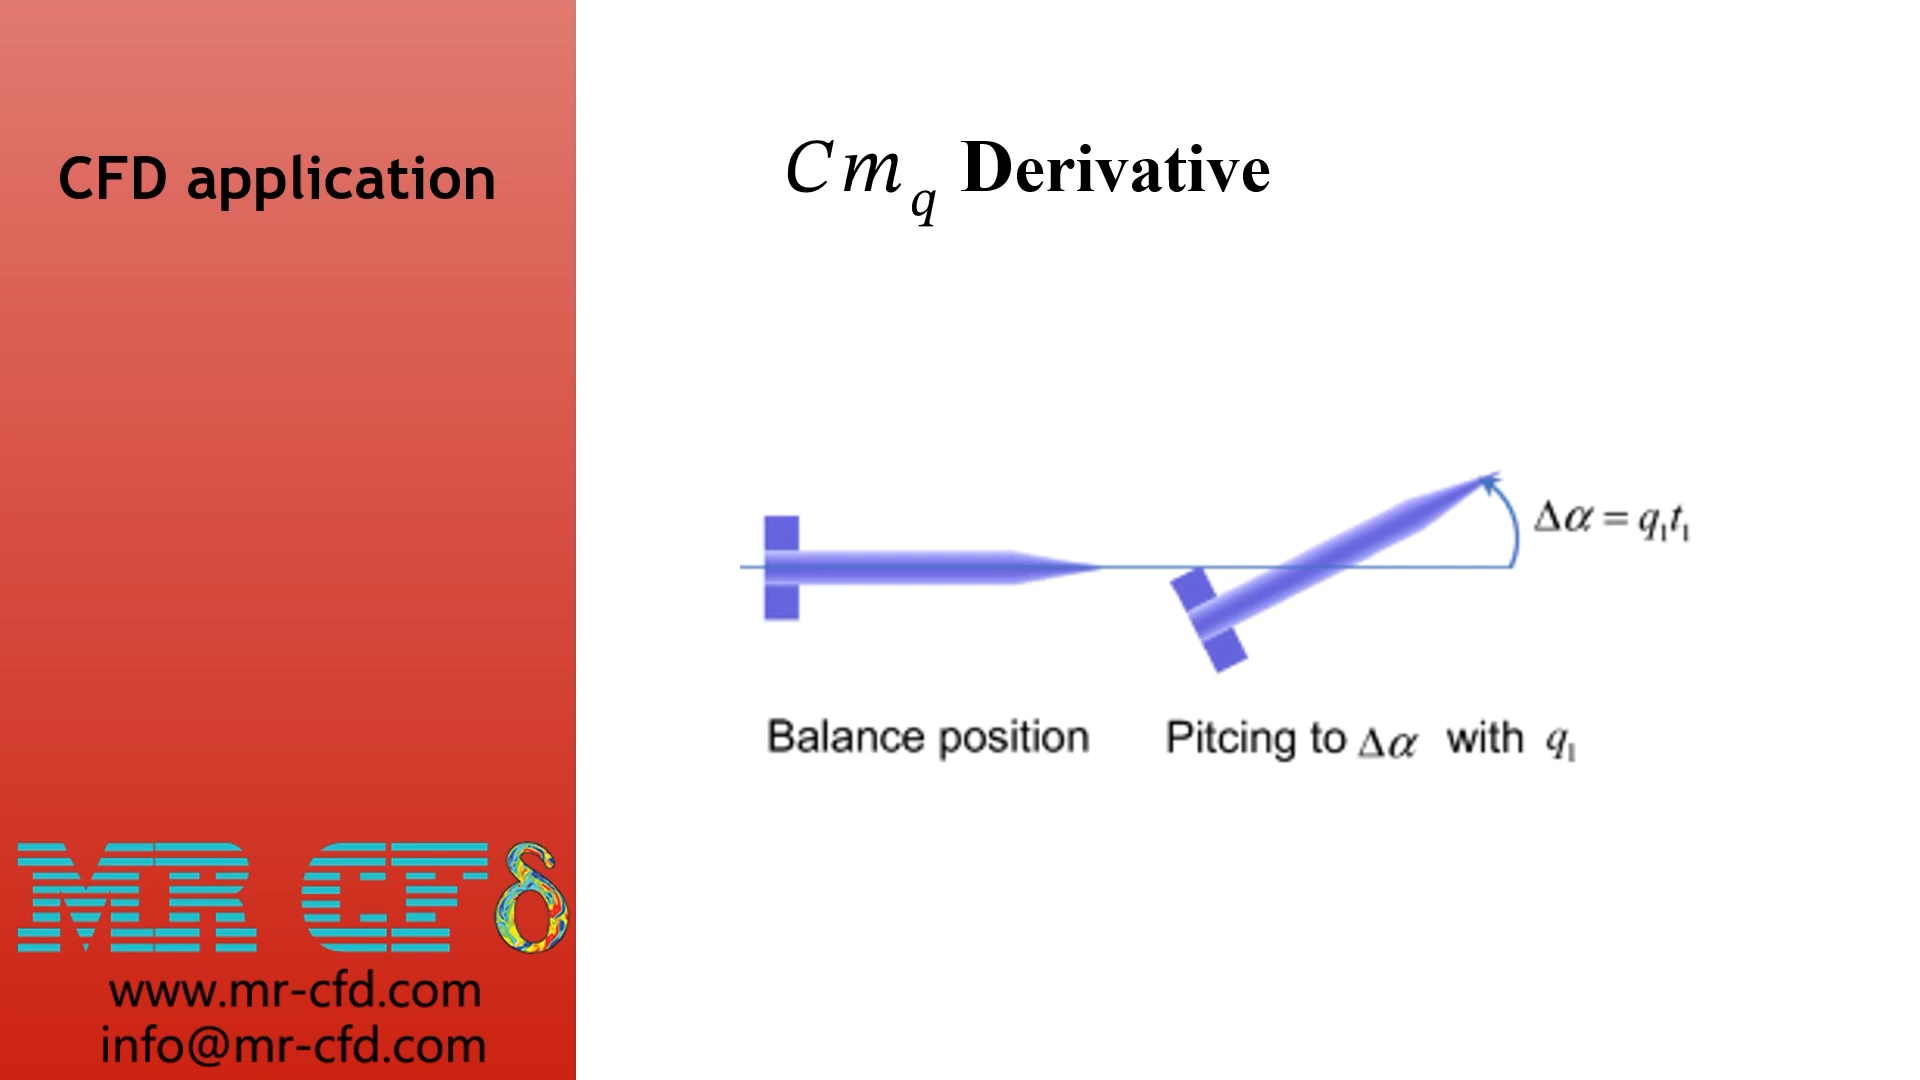 CFD application
Cm_q Derivative
Δα = q₁t₁
Balance position
Pitcing to Δα with q₁
MR CFδ
www.mr-cfd.com
info@mr-cfd.com